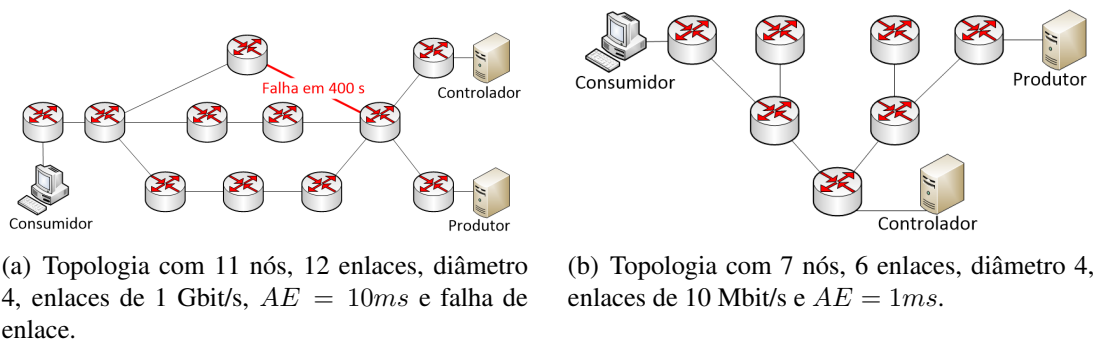 Falha em 400 s
Controlador
Consumidor
Produtor
(a) Topologia com 11 nós, 12 enlaces, diâmetro
4, enlaces de 1 Gbit/s, AE = 10ms e falha de
enlace.
Consumidor
Produtor
Controlador
(b) Topologia com 7 nós, 6 enlaces, diâmetro 4,
enlaces de 10 Mbit/s e AE = 1ms.